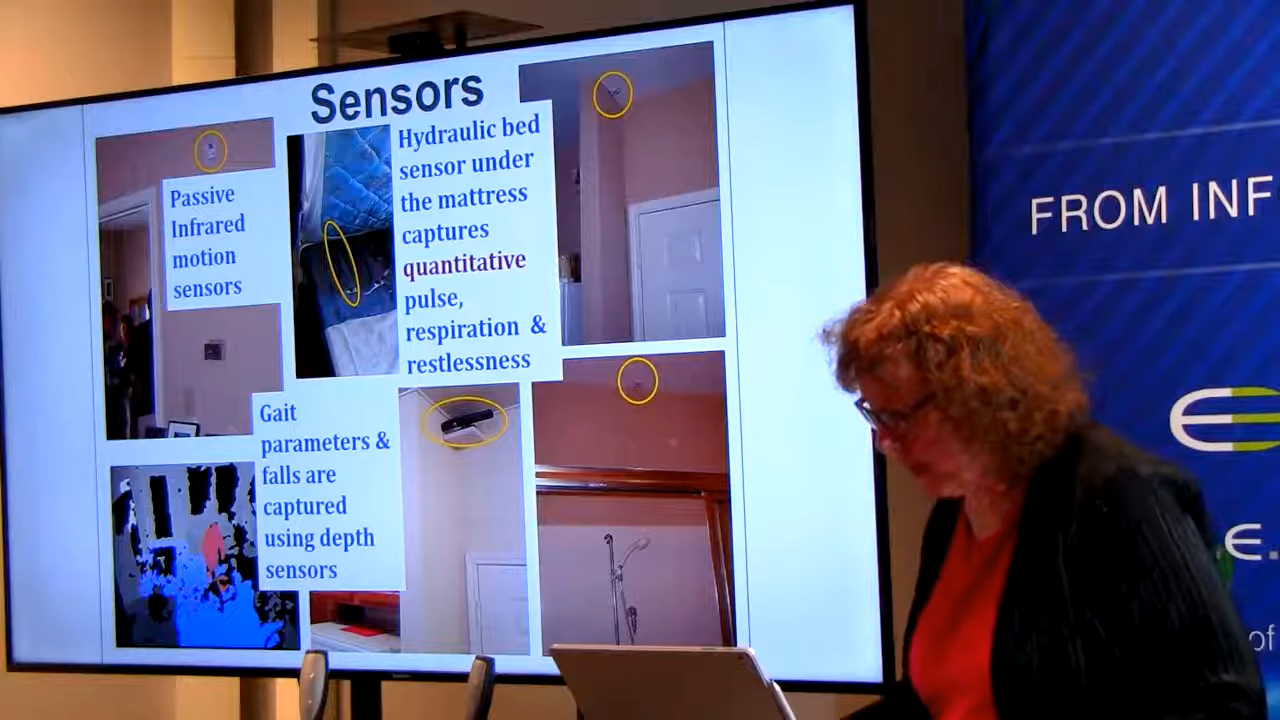 Sensors
Passive
Infrared
motion
sensors
Hydraulic bed
sensor under
the mattress
captures
quantitative
pulse,
respiration &
restlessness
Gait
parameters &
falls are
captured
using depth
sensors
FROM INF
of